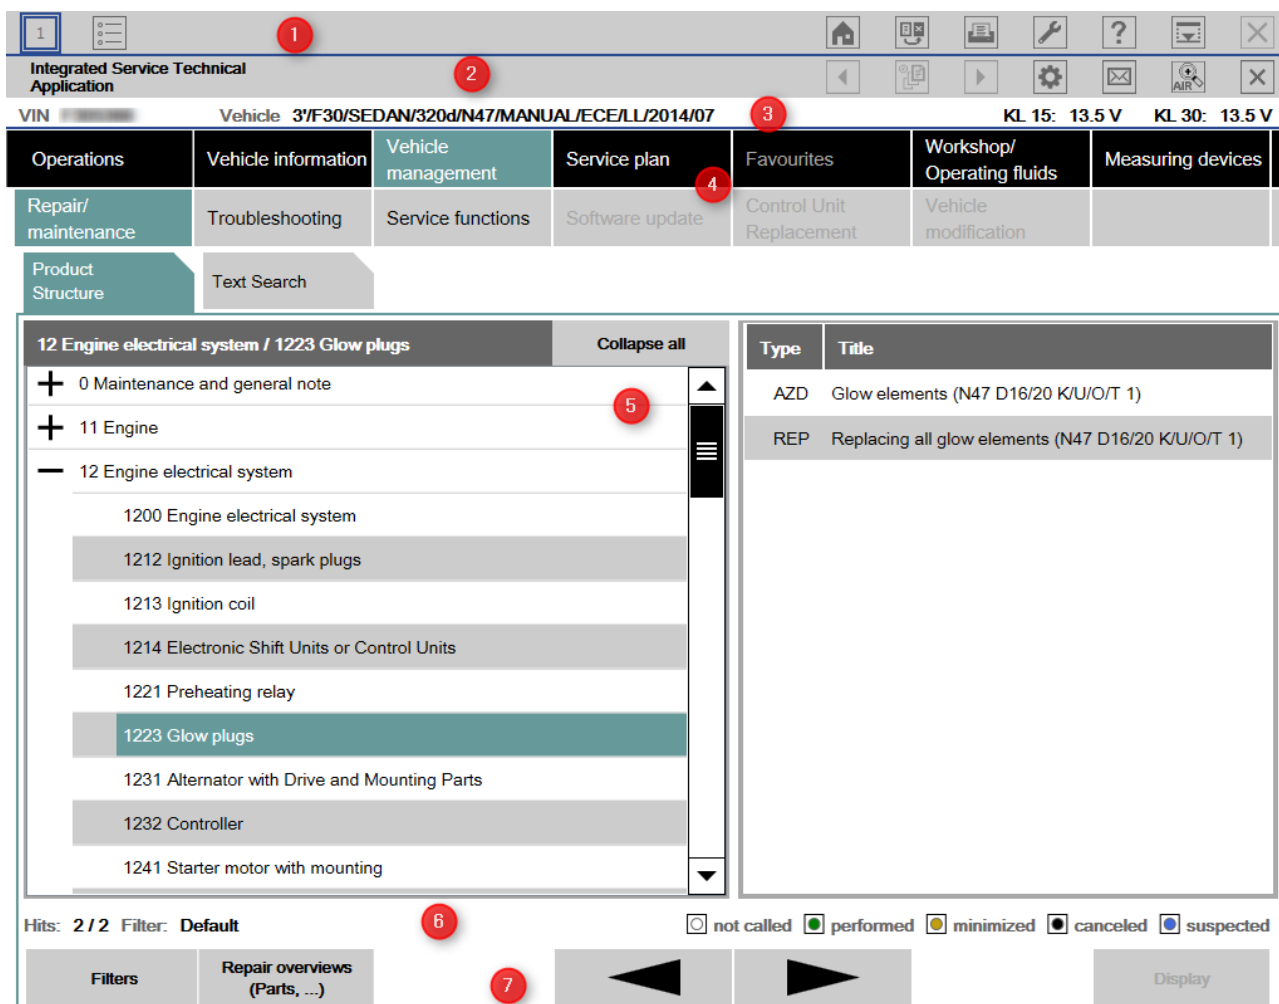 1
1
?
Integrated Service Technical
Application
2
AIR
VIN Vehicle 3'/F30/SEDAN/320d/N47/MANUAL/ECE/LL/2014/07 3 KL 15: 13.5 V KL 30: 13.5 V
Operations
Vehicle information
Vehicle
management
Service plan
Favourites
Workshop/
Operating fluids
Measuring devices
4
Repair/
maintenance
Troubleshooting
Service functions
Software update
Control Unit
Replacement
Vehicle
modification
Product
Structure
Text Search
12 Engine electrical system / 1223 Glow plugs
Collapse all
0 Maintenance and general note
5
11 Engine
12 Engine electrical system
1200 Engine electrical system
1212 Ignition lead, spark plugs
1213 Ignition coil
1214 Electronic Shift Units or Control Units
1221 Preheating relay
1223 Glow plugs
1231 Alternator with Drive and Mounting Parts
1232 Controller
1241 Starter motor with mounting
Type Title
AZD Glow elements (N47 D16/20 K/U/O/T 1)
REP Replacing all glow elements (N47 D16/20 K/U/O/T 1)
Hits: 2 / 2 Filter: Default
6
not called performed minimized canceled suspected
Filters
Repair overviews
(Parts, ...)
7
Display